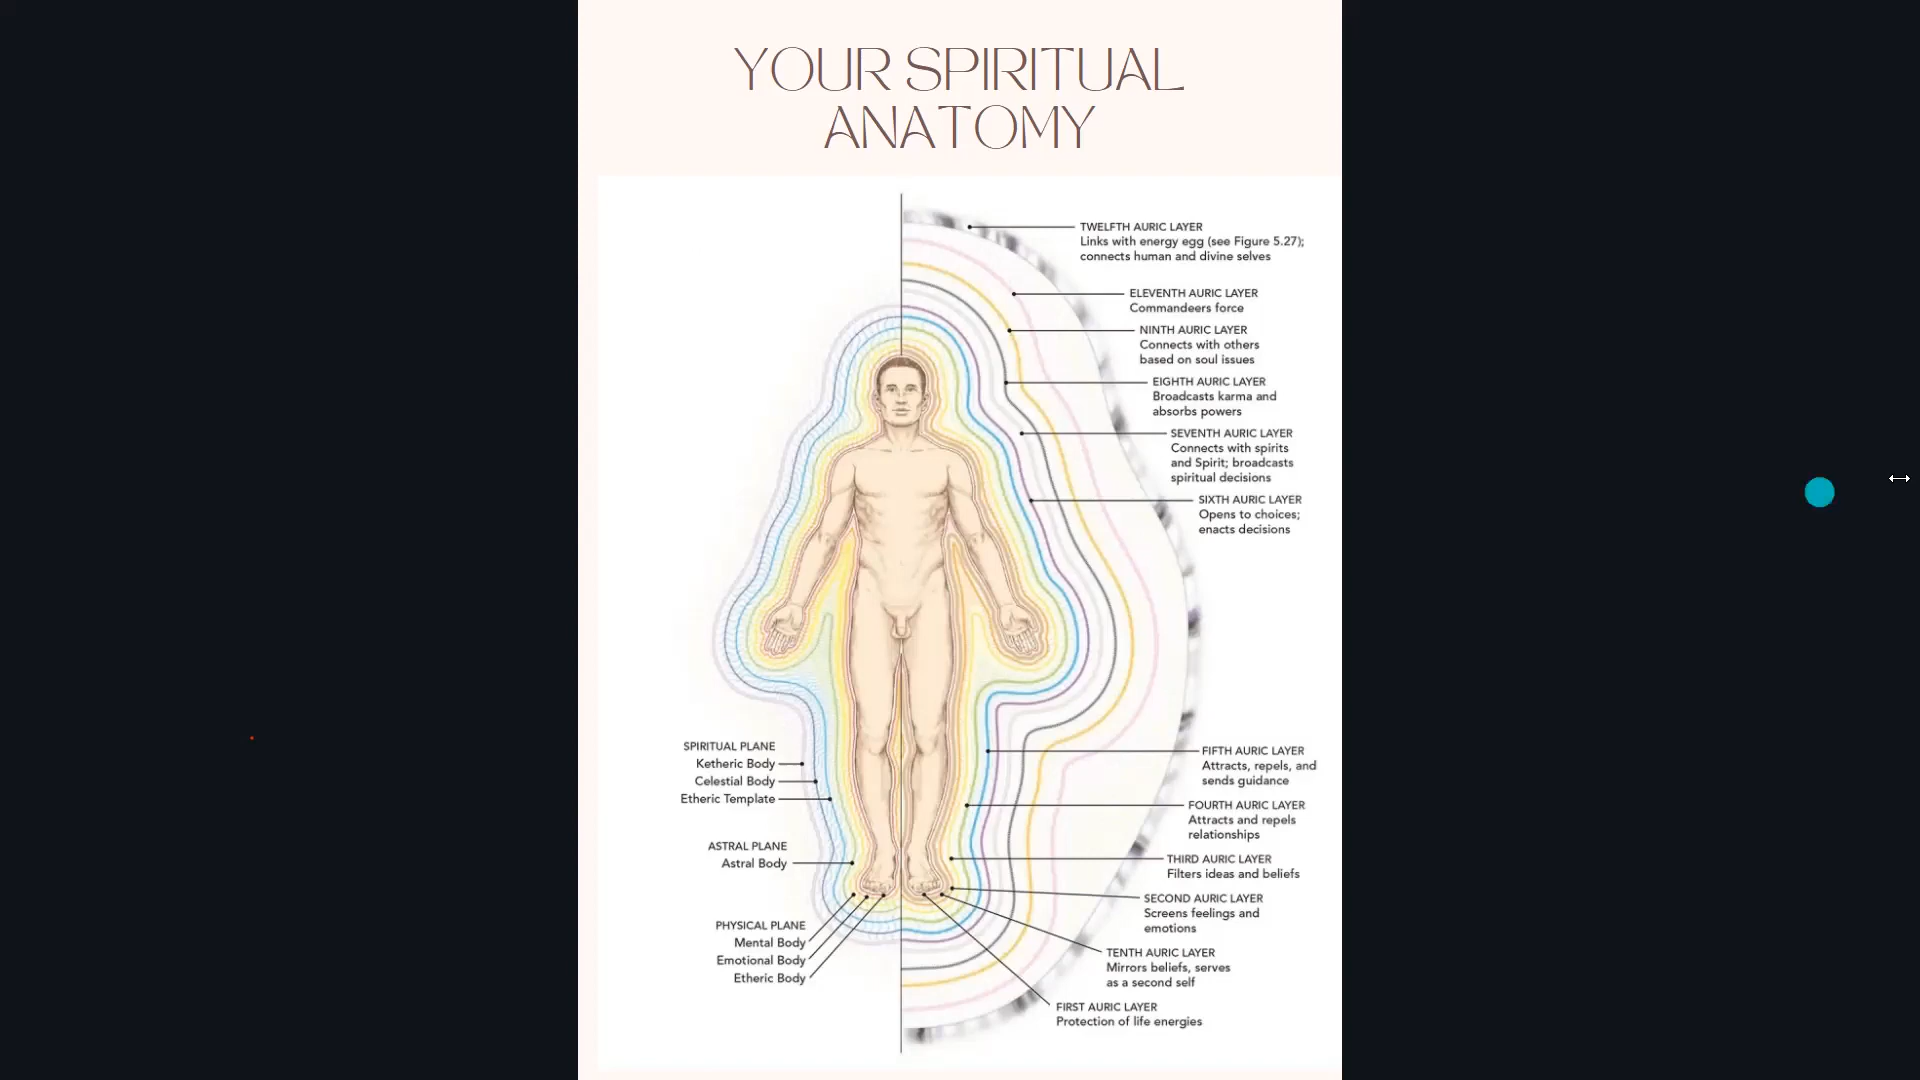 YOUR SPIRITUAL
ANATOMY
TWELFTH AURIC LAYER
Links with energy egg (see Figure 5.27);
connects human and divine selves
ELEVENTH AURIC LAYER
Commandeers force
NINTH AURIC LAYER
Connects with others
based on soul issues
EIGHTH AURIC LAYER
Broadcasts karma and
absorbs powers
SEVENTH AURIC LAYER
Connects with spirits
and Spirit; broadcasts
spiritual decisions
SIXTH AURIC LAYER
Opens to choices;
enacts decisions
SPIRITUAL PLANE
Ketheric Body
Celestial Body
Etheric Template
ASTRAL PLANE
Astral Body
PHYSICAL PLANE
Mental Body
Emotional Body
Etheric Body
FIFTH AURIC LAYER
Attracts, repels, and
sends guidance
FOURTH AURIC LAYER
Attracts and repels
relationships
THIRD AURIC LAYER
Filters ideas and beliefs
SECOND AURIC LAYER
Screens feelings and
emotions
TENTH AURIC LAYER
Mirrors beliefs, serves
as a second self
FIRST AURIC LAYER
Protection of life energies